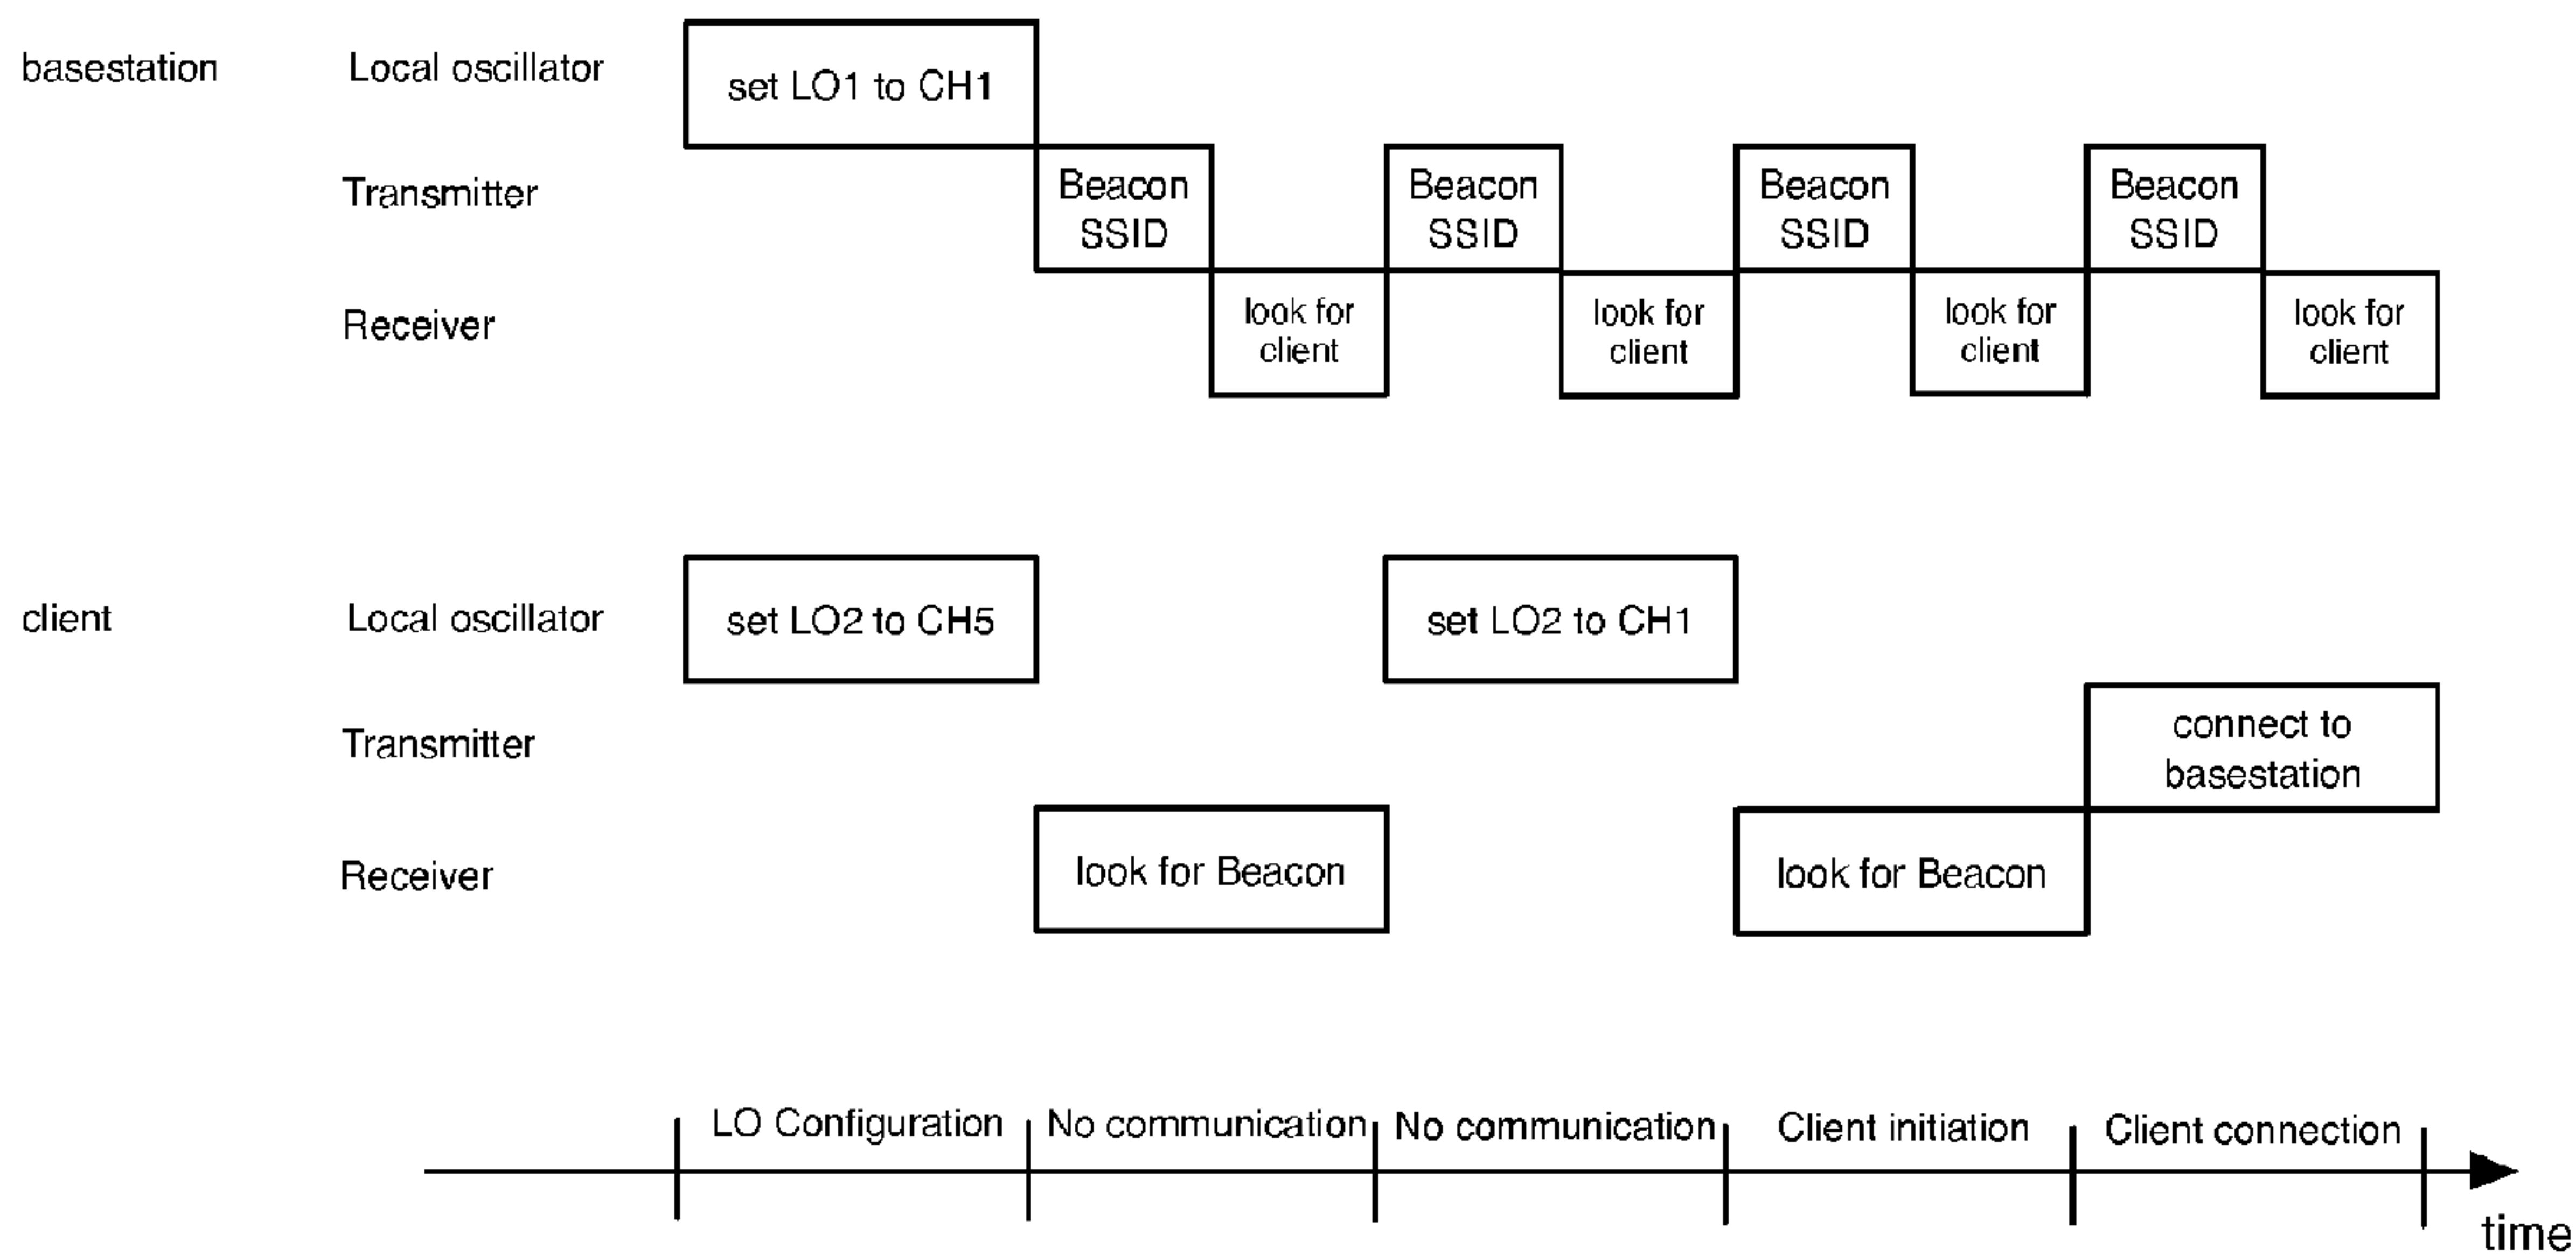 basestation
Local oscillator
set LO1 to CH1
Transmitter
Beacon
SSID
Beacon
SSID
Beacon
SSID
Beacon
SSID
Receiver
look for
client
look for
client
look for
client
look for
client
client
Local oscillator
set LO2 to CH5
set LO2 to CH1
Transmitter
connect to
basestation
Receiver
look for Beacon
look for Beacon
LO Configuration
No communication
No communication
Client initiation
Client connection
time